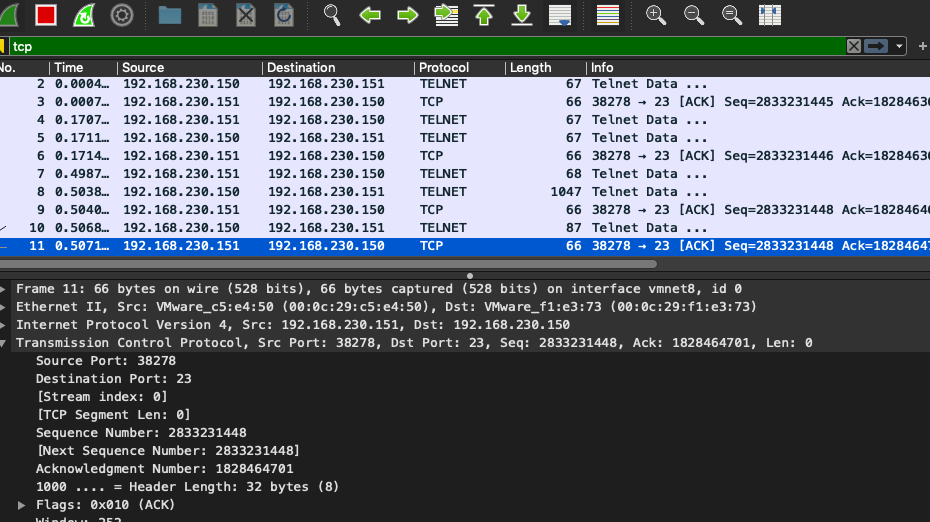 tcp
No. Time Source Destination Protocol Length Info
2 0.0004… 192.168.230.150 192.168.230.151 TELNET 67 Telnet Data ...
3 0.0007… 192.168.230.151 192.168.230.150 TCP 66 38278 → 23 [ACK] Seq=2833231445 Ack=18284636
4 0.1707… 192.168.230.151 192.168.230.150 TELNET 67 Telnet Data ...
5 0.1711… 192.168.230.150 192.168.230.151 TELNET 67 Telnet Data ...
6 0.1714… 192.168.230.151 192.168.230.150 TCP 66 38278 → 23 [ACK] Seq=2833231446 Ack=18284636
7 0.4987… 192.168.230.151 192.168.230.150 TELNET 68 Telnet Data ...
8 0.5038… 192.168.230.150 192.168.230.151 TELNET 1047 Telnet Data ...
9 0.5040… 192.168.230.151 192.168.230.150 TCP 66 38278 → 23 [ACK] Seq=2833231448 Ack=18284646
10 0.5068… 192.168.230.150 192.168.230.151 TELNET 87 Telnet Data ...
11 0.5071… 192.168.230.151 192.168.230.150 TCP 66 38278 → 23 [ACK] Seq=2833231448 Ack=18284647
Frame 11: 66 bytes on wire (528 bits), 66 bytes captured (528 bits) on interface vmnet8, id 0
Ethernet II, Src: VMware_c5:e4:50 (00:0c:29:c5:e4:50), Dst: VMware_f1:e3:73 (00:0c:29:f1:e3:73)
Internet Protocol Version 4, Src: 192.168.230.151, Dst: 192.168.230.150
Transmission Control Protocol, Src Port: 38278, Dst Port: 23, Seq: 2833231448, Ack: 1828464701, Len: 0
Source Port: 38278
Destination Port: 23
[Stream index: 0]
[TCP Segment Len: 0]
Sequence Number: 2833231448
[Next Sequence Number: 2833231448]
Acknowledgment Number: 1828464701
1000 .... = Header Length: 32 bytes (8)
Flags: 0x010 (ACK)
Window: 252